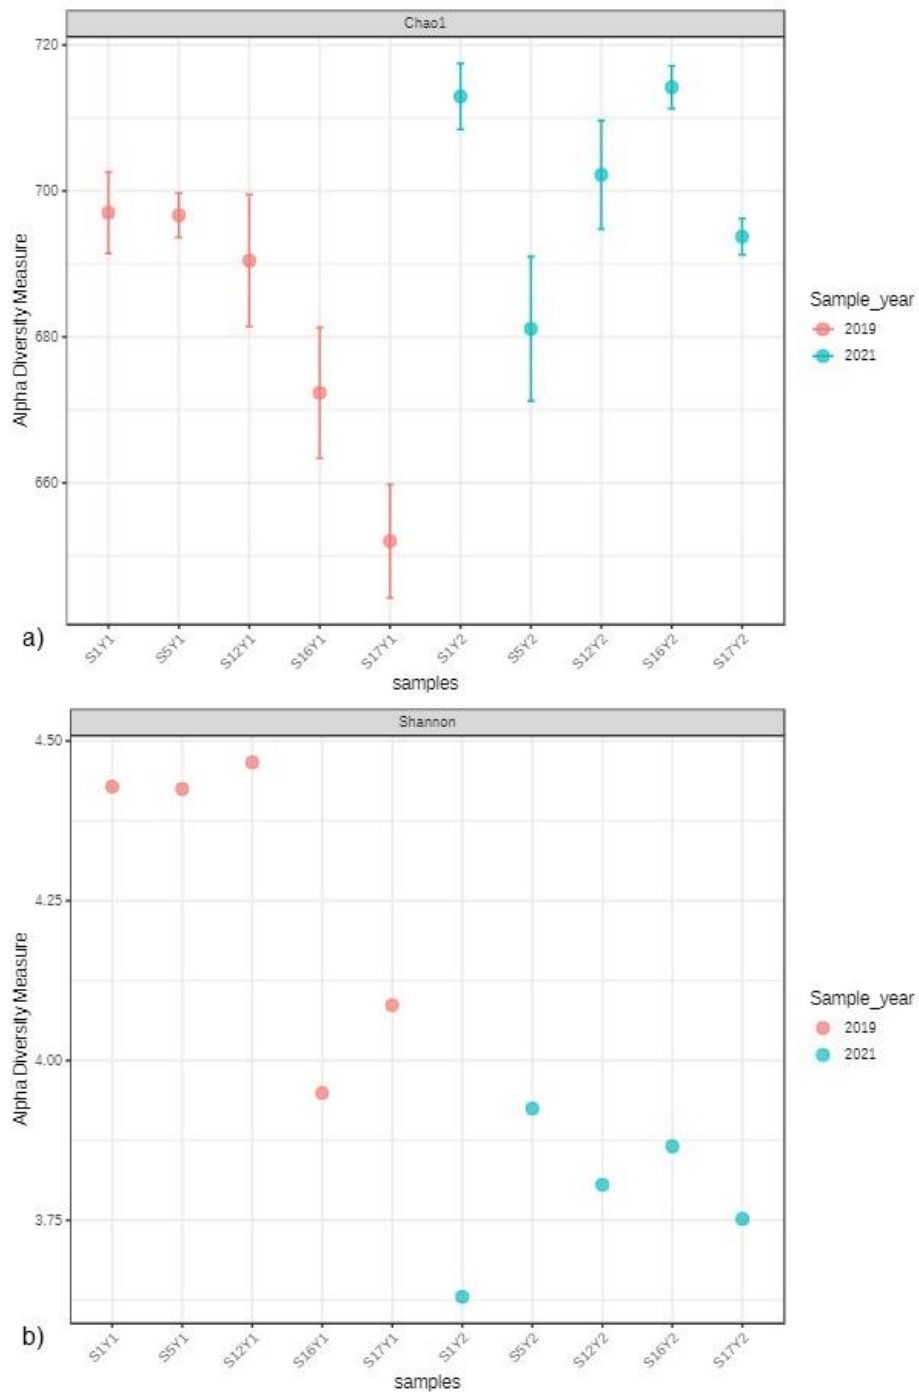 Chao1
720
700
680
660
Alpha Diversity Measure
S1Y1 S5Y1 S12Y1 S16Y1 S17Y1 S1Y2 S5Y2 S12Y2 S16Y2 S17Y2
samples
a)
Sample_year
2019
2021
Shannon
4.50
4.25
4.00
3.75
Alpha Diversity Measure
S1Y1 S5Y1 S12Y1 S16Y1 S17Y1 S1Y2 S5Y2 S12Y2 S16Y2 S17Y2
samples
b)
Sample_year
2019
2021